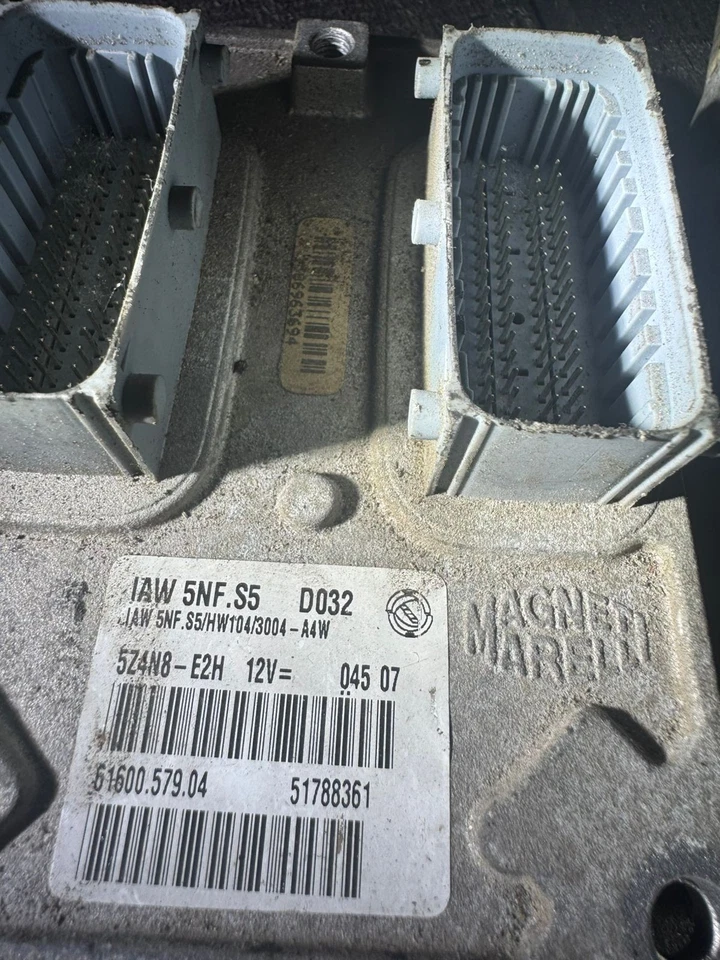 IAW 5NF.S5 D032
IAW 5NF.S5/HW104/3004-A4W
5Z4N8-E2H 12V= 045 07
61600.579.04 51788361
MAGNETI
MARELLI